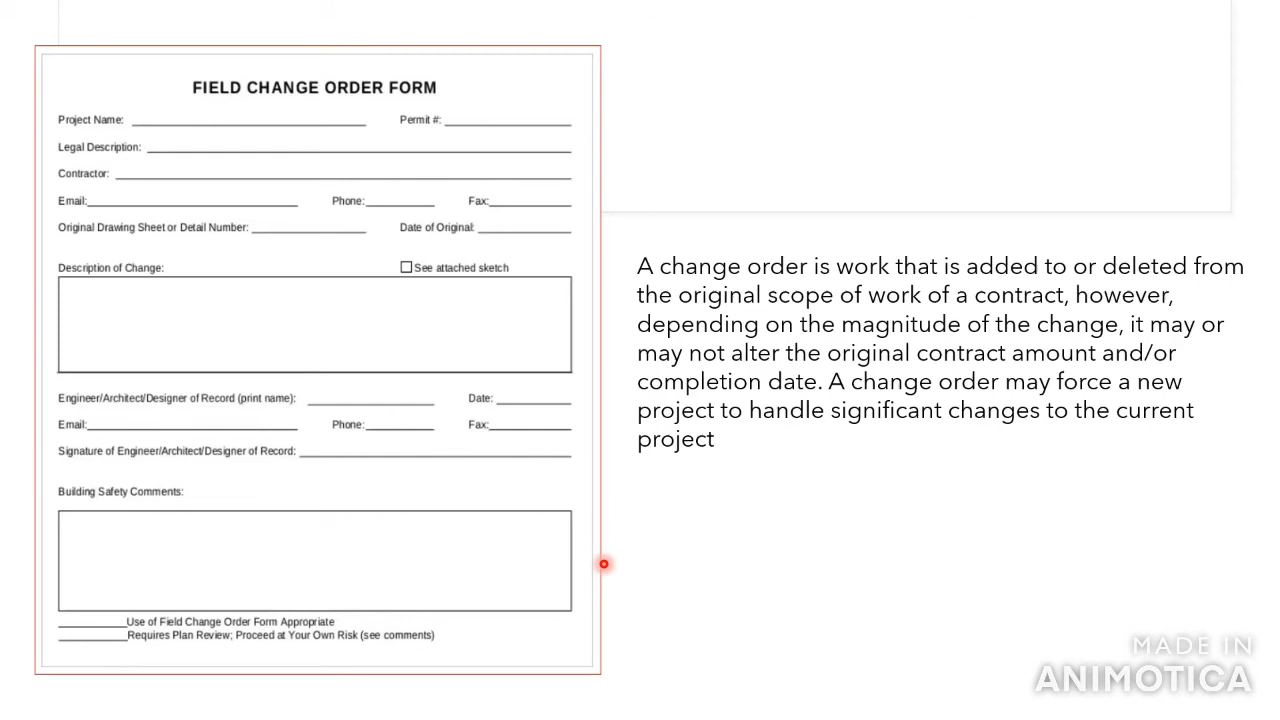 FIELD CHANGE ORDER FORM
Project Name: Permit #:
Legal Description:
Contractor:
Email: Phone: Fax:
Original Drawing Sheet or Detail Number: Date of Original:
Description of Change: See attached sketch
Engineer/Architect/Designer of Record (print name): Date:
Email: Phone: Fax:
Signature of Engineer/Architect/Designer of Record:
Building Safety Comments:
Use of Field Change Order Form Appropriate
Requires Plan Review; Proceed at Your Own Risk (see comments)
A change order is work that is added to or deleted from
the original scope of work of a contract, however,
depending on the magnitude of the change, it may or
may not alter the original contract amount and/or
completion date. A change order may force a new
project to handle significant changes to the current
project
MADE IN
ANIMOTICA